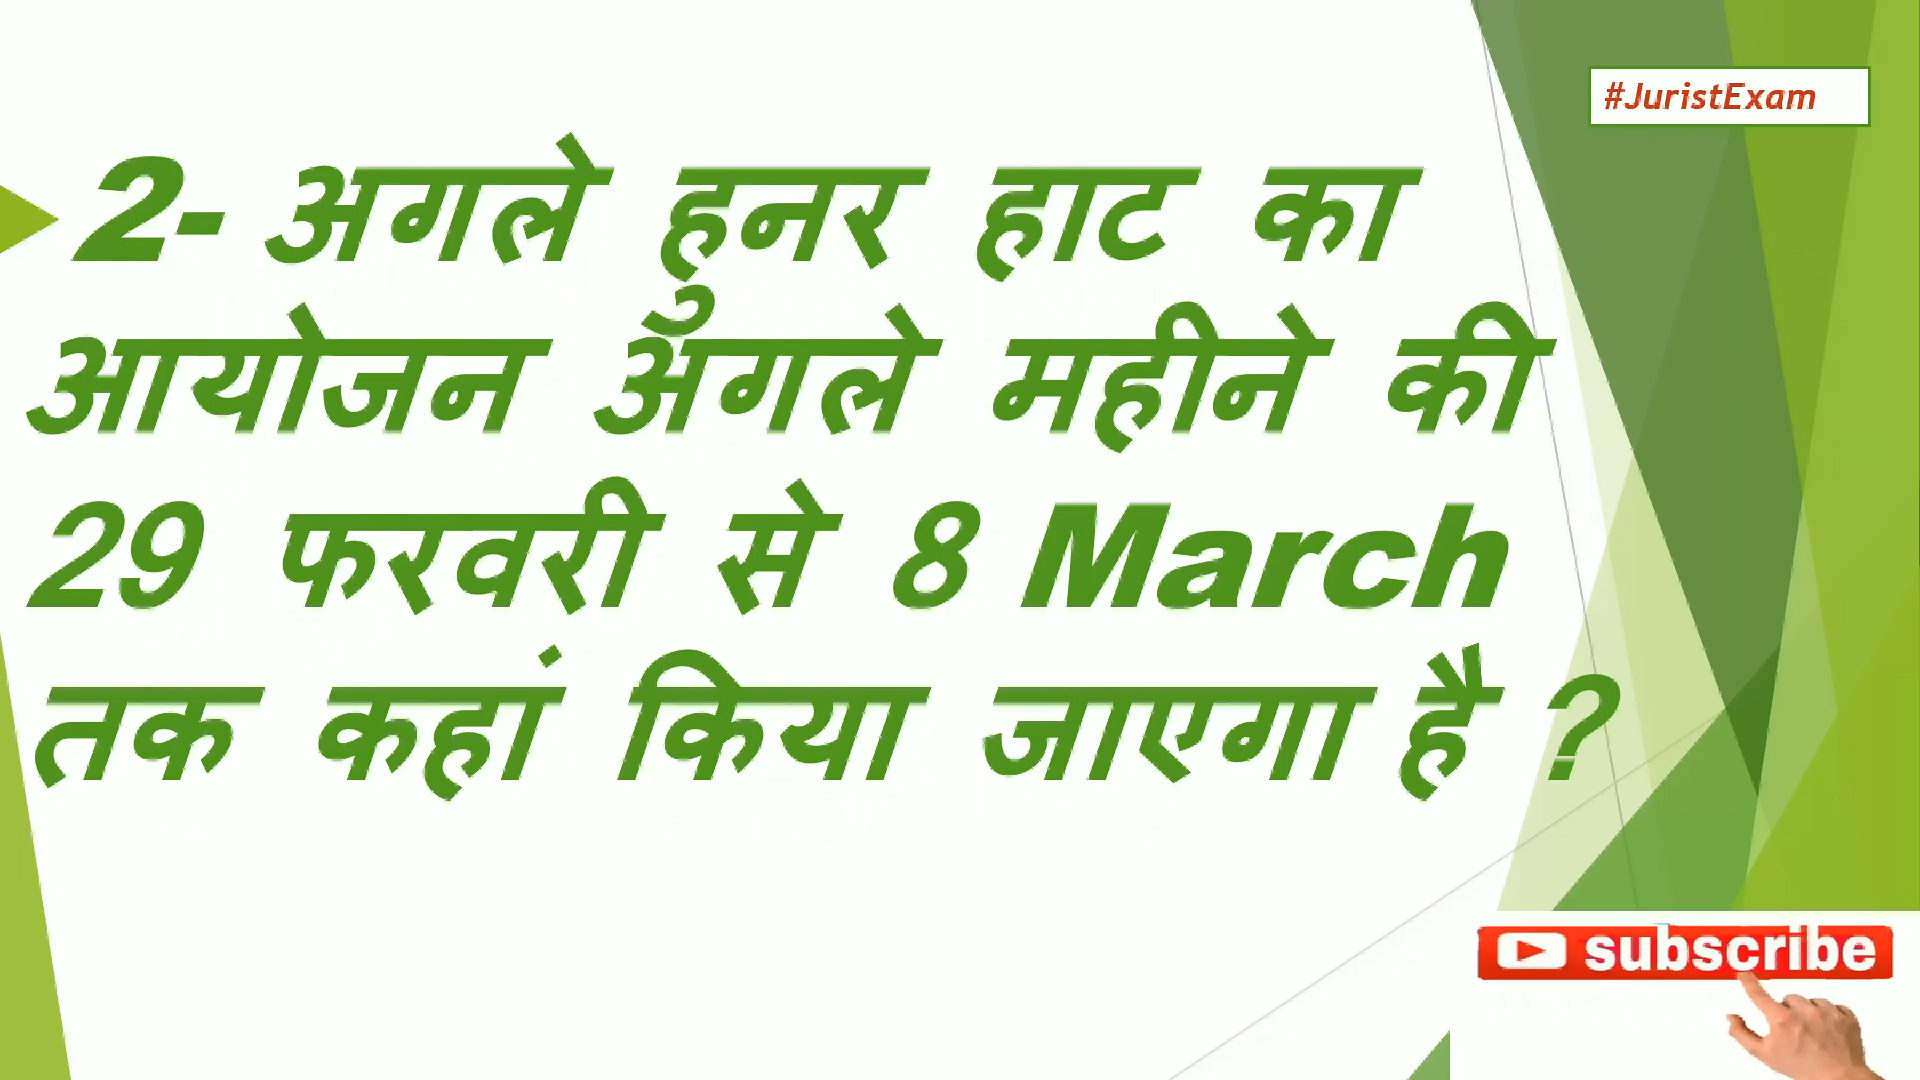 #JuristExam
2- अगले हुनर हाट का
आयोजन अगले महीने की
29 फरवरी से 8 March
तक कहां किया जाएगा है ?
subscribe